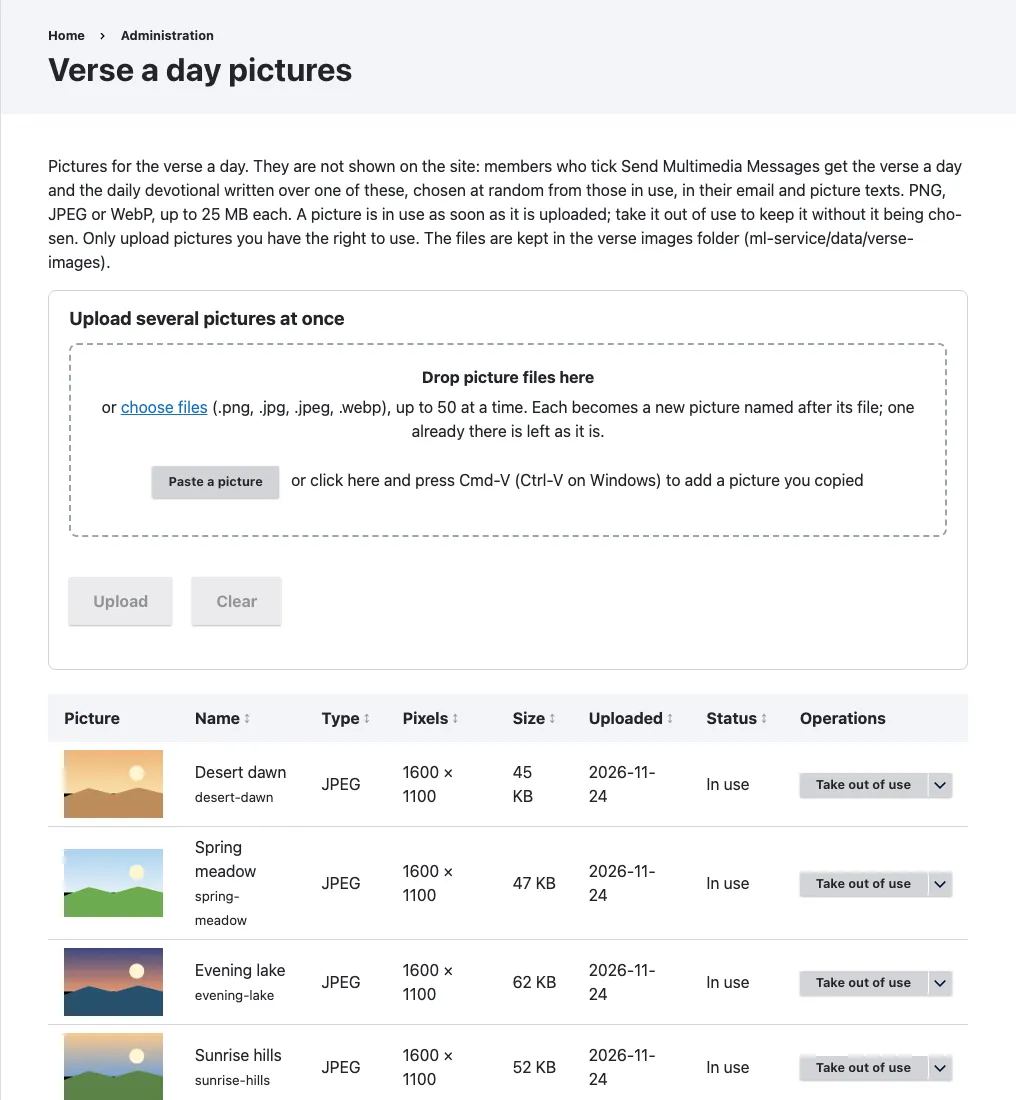 Home › Administration
Verse a day pictures
Pictures for the verse a day. They are not shown on the site: members who tick Send Multimedia Messages get the verse a day
and the daily devotional written over one of these, chosen at random from those in use, in their email and picture texts. PNG,
JPEG or WebP, up to 25 MB each. A picture is in use as soon as it is uploaded; take it out of use to keep it without it being cho-
sen. Only upload pictures you have the right to use. The files are kept in the verse images folder (ml-service/data/verse-
images).
Upload several pictures at once
Drop picture files here
or choose files (.png, .jpg, .jpeg, .webp), up to 50 at a time. Each becomes a new picture named after its file; one
already there is left as it is.
Paste a picture or click here and press Cmd-V (Ctrl-V on Windows) to add a picture you copied
Upload Clear
Picture Name Type Pixels Size Uploaded Status Operations
Desert dawn
desert-dawn
JPEG
1600 ×
1100
45
KB
2026-11-
24
In use
Take out of use
Spring
meadow
spring-
meadow
JPEG
1600 ×
1100
47 KB
2026-11-
24
In use
Take out of use
Evening lake
evening-lake
JPEG
1600 ×
1100
62 KB
2026-11-
24
In use
Take out of use
Sunrise hills
sunrise-hills
JPEG
1600 ×
1100
52 KB
2026-11-
24
In use
Take out of use